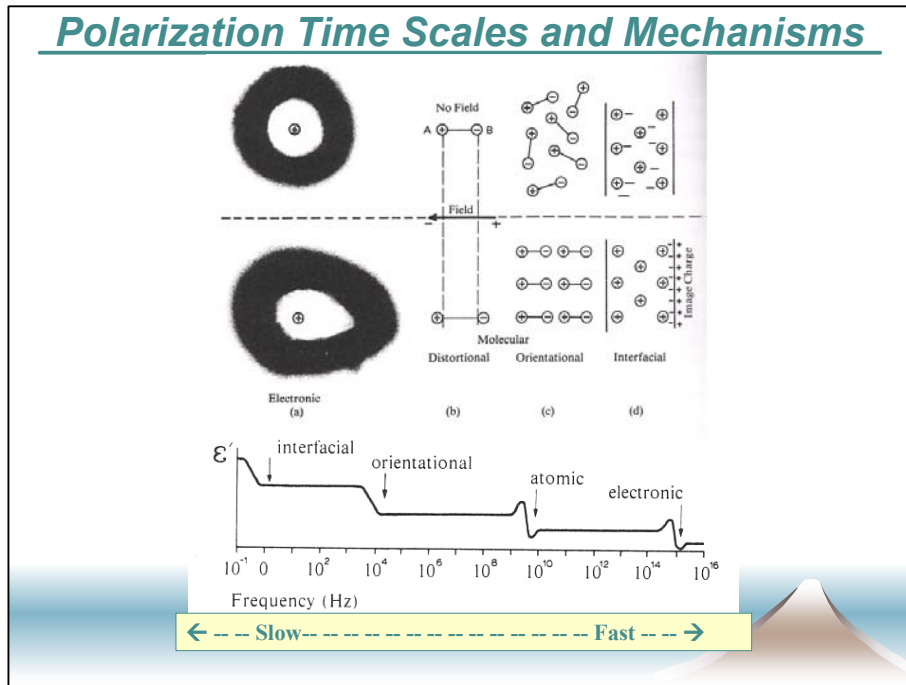 Polarization Time Scales and Mechanisms
No Field
A + − B
− Field +
Image Charge
Molecular
Distortional Orientational Interfacial
Electronic
(a) (b) (c) (d)
ε′ interfacial
orientational
atomic
electronic
10⁻¹ 0 10² 10⁴ 10⁶ 10⁸ 10¹⁰ 10¹² 10¹⁴ 10¹⁶
Frequency (Hz)
← -- -- Slow-- -- -- -- -- -- -- -- -- -- -- -- -- -- -- -- Fast -- -- →